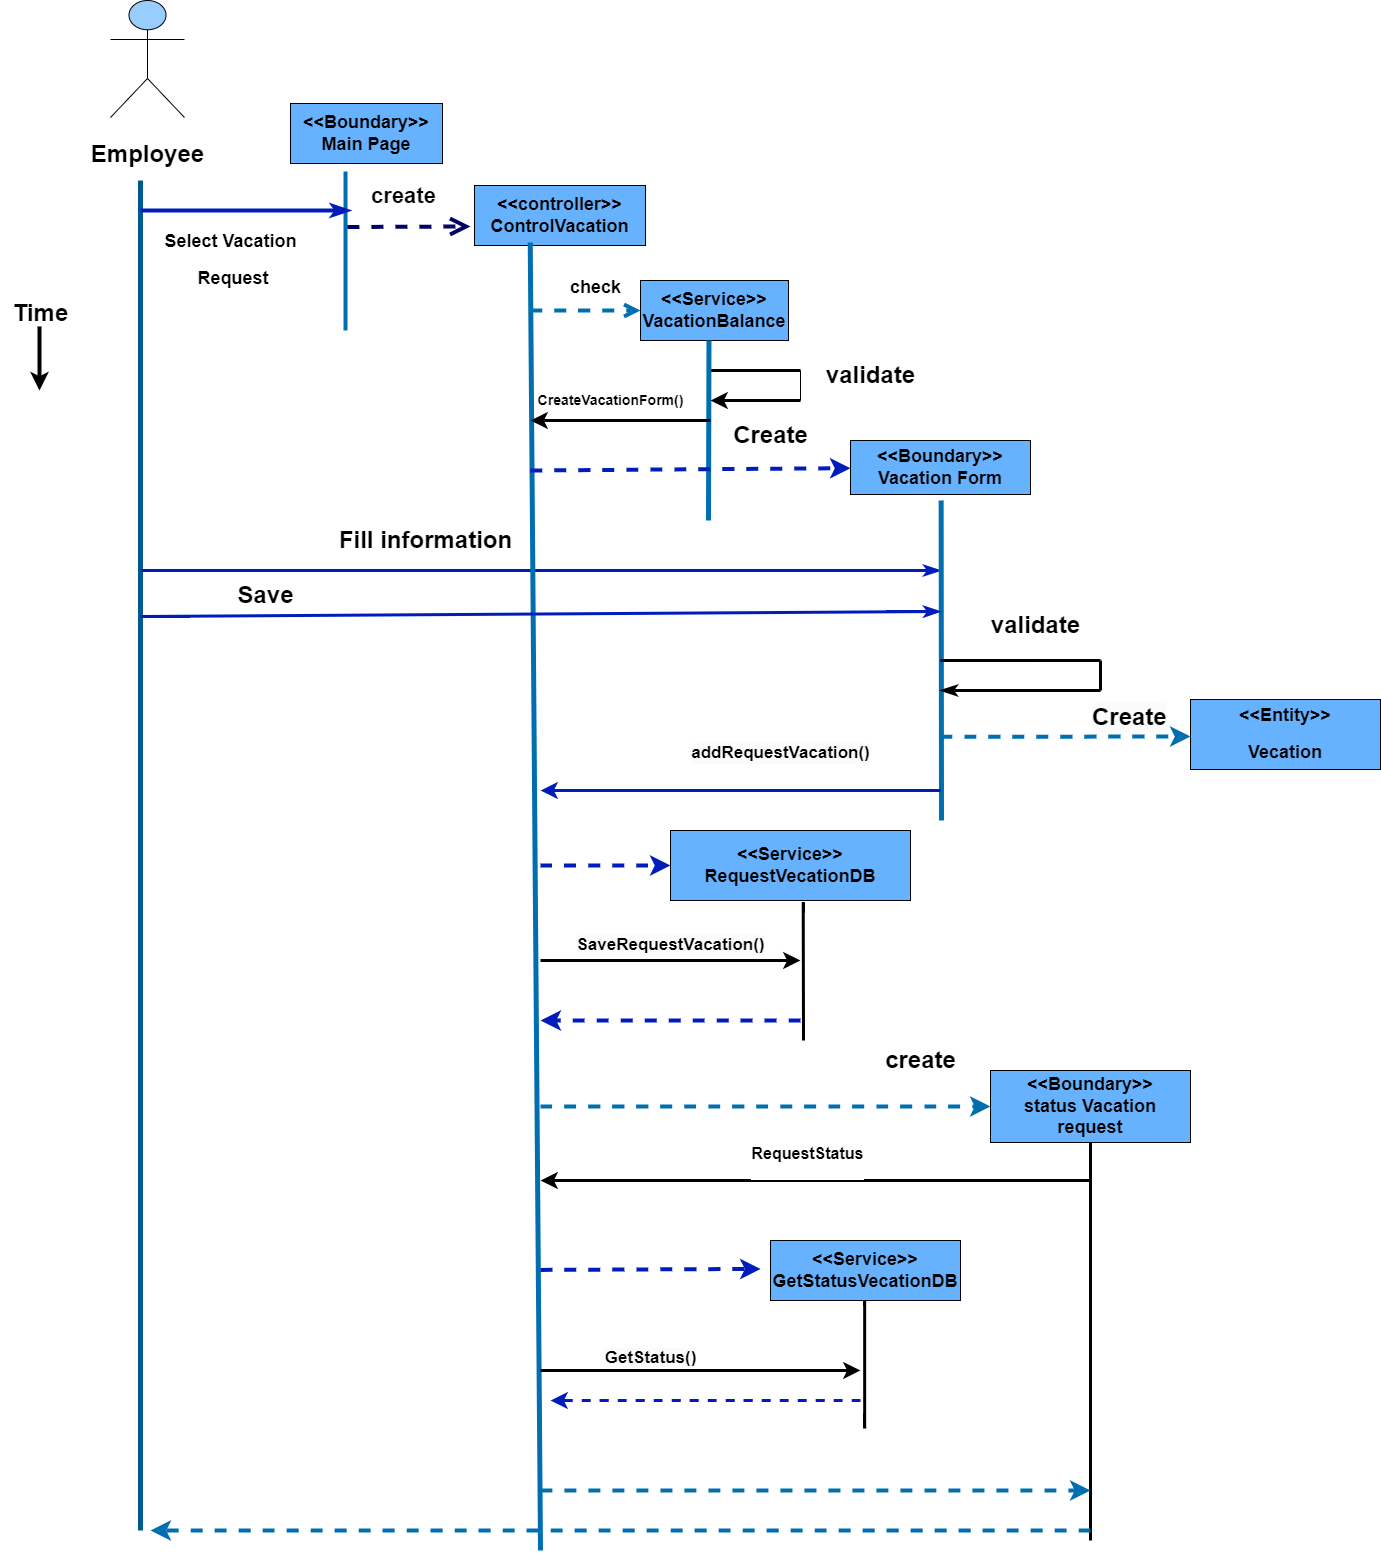 Employee
<<Boundary>>
Main Page
create
<<controller>>
ControlVacation
Select Vacation
Request
Time
check
<<Service>>
VacationBalance
validate
CreateVacationForm()
Create
<<Boundary>>
Vacation Form
Fill information
Save
validate
Create
<<Entity>>
Vecation
addRequestVacation()
<<Service>>
RequestVecationDB
SaveRequestVacation()
create
<<Boundary>>
status Vacation
request
RequestStatus
<<Service>>
GetStatusVecationDB
GetStatus()